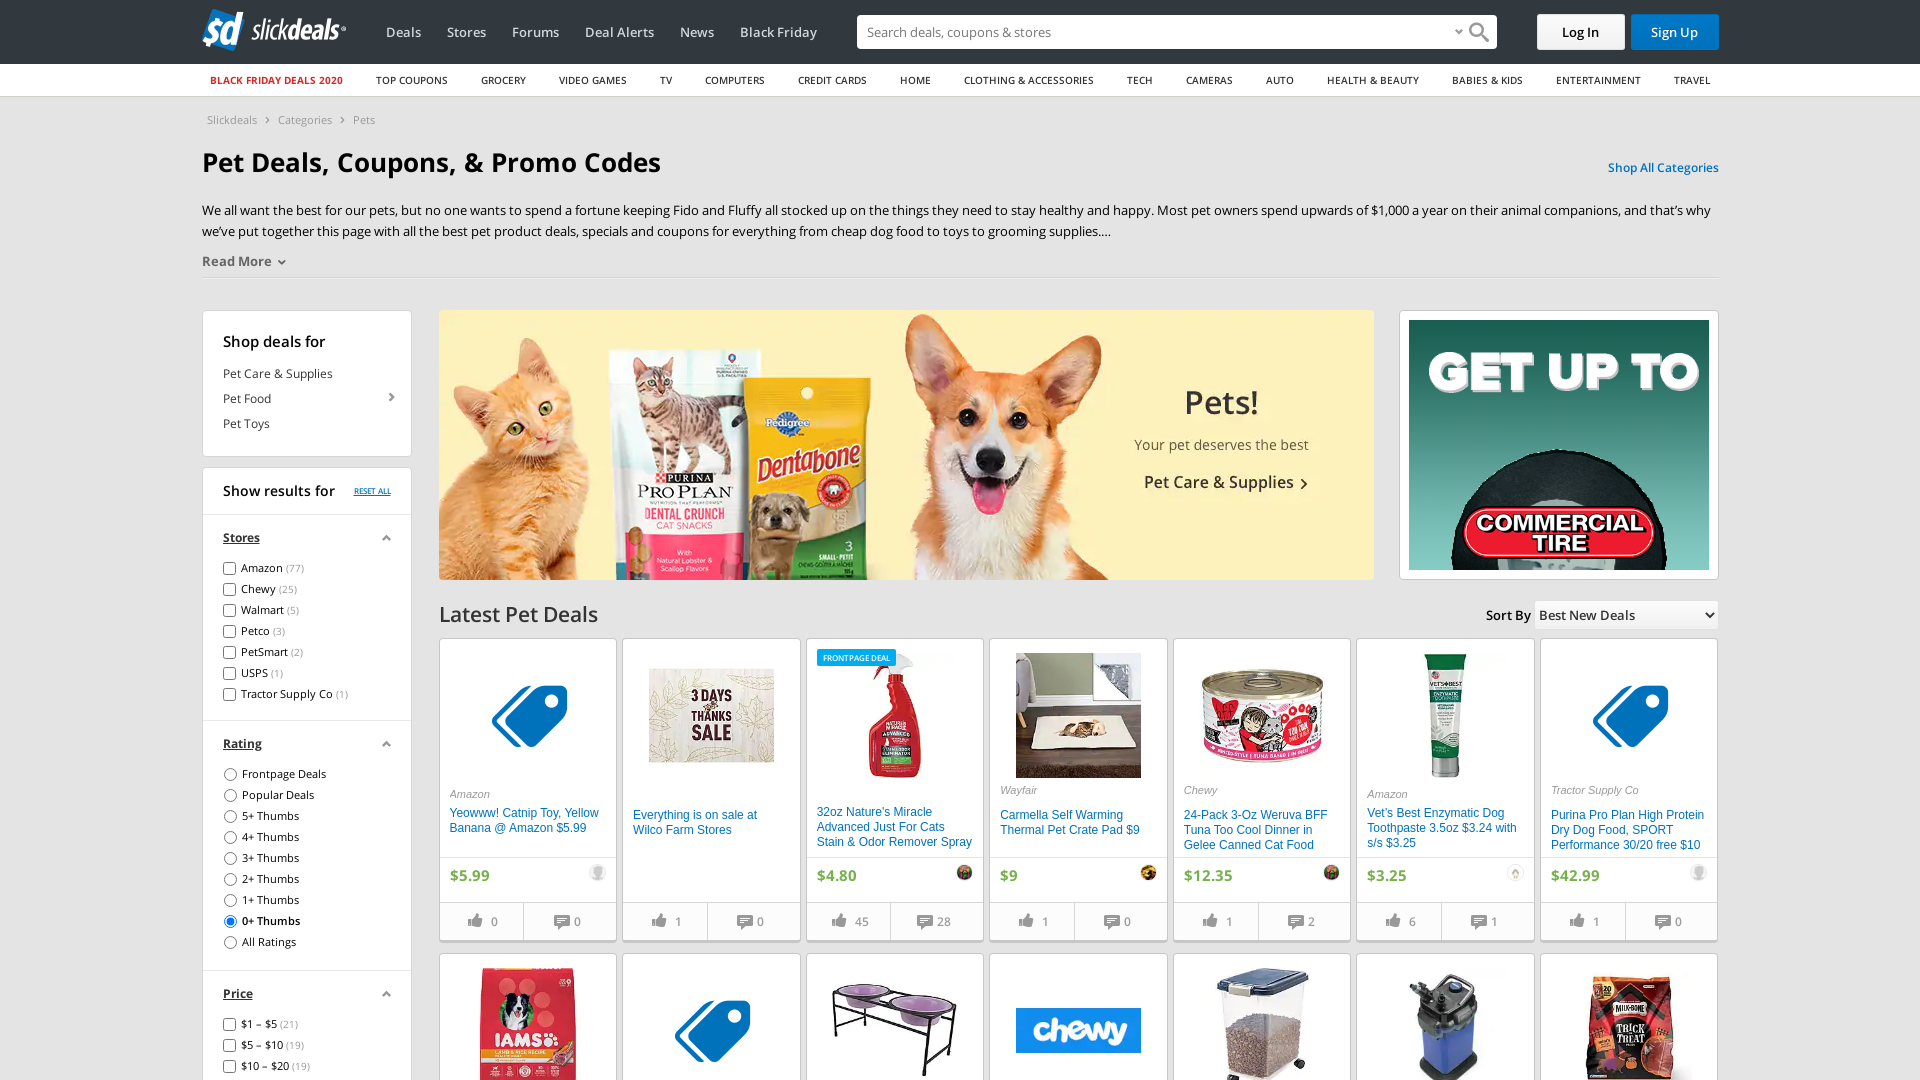 slickdeals
Deals
Stores
Forums
Deal Alerts
News
Black Friday
Search deals, coupons & stores
Log In
Sign Up
BLACK FRIDAY DEALS 2020
TOP COUPONS
GROCERY
VIDEO GAMES
TV
COMPUTERS
CREDIT CARDS
HOME
CLOTHING & ACCESSORIES
TECH
CAMERAS
AUTO
HEALTH & BEAUTY
BABIES & KIDS
ENTERTAINMENT
TRAVEL
Slickdeals > Categories > Pets
Pet Deals, Coupons, & Promo Codes
Shop All Categories
We all want the best for our pets, but no one wants to spend a fortune keeping Fido and Fluffy all stocked up on the things they need to stay healthy and happy. Most pet owners spend upwards of $1,000 a year on their animal companions, and that’s why
we’ve put together this page with all the best pet product deals, specials and coupons for everything from cheap dog food to toys to grooming supplies....
Read More
Shop deals for
Pet Care & Supplies
Pet Food
Pet Toys
Show results for
RESET ALL
Stores
Amazon (77)
Chewy (25)
Walmart (5)
Petco (3)
PetSmart (2)
USPS (1)
Tractor Supply Co (1)
Rating
Frontpage Deals
Popular Deals
5+ Thumbs
4+ Thumbs
3+ Thumbs
2+ Thumbs
1+ Thumbs
0+ Thumbs
All Ratings
Price
$1 – $5 (21)
$5 – $10 (19)
$10 – $20 (19)
PURINA
PRO PLAN
DENTAL CRUNCH
CAT SNACKS
With
Natural Lobster &
Scallop Flavors
Pedigree
Dentabone
3
SMALL-PETIT
Pets!
Your pet deserves the best
Pet Care & Supplies
GET UP TO
COMMERCIAL
TIRE
Latest Pet Deals
Sort By
Best New Deals
Amazon
Yeowww! Catnip Toy, Yellow
Banana @ Amazon $5.99
$5.99
0
0
3 DAYS
of
THANKS
SALE
Everything is on sale at
Wilco Farm Stores
1
0
FRONTPAGE DEAL
NATURE'S
MIRACLE
ADVANCED
32oz Nature's Miracle
Advanced Just For Cats
Stain & Odor Remover Spray
$4.80
45
28
Wayfair
Carmella Self Warming
Thermal Pet Crate Pad $9
$9
1
0
BFF
TOO COOL
Chewy
24-Pack 3-Oz Weruva BFF
Tuna Too Cool Dinner in
Gelee Canned Cat Food
$12.35
1
2
VET'S BEST
Amazon
Vet’s Best Enzymatic Dog
Toothpaste 3.5oz $3.24 with
s/s $3.25
$3.25
6
1
Tractor Supply Co
Purina Pro Plan High Protein
Dry Dog Food, SPORT
Performance 30/20 free $10
$42.99
1
0
IAMS
LAMB & RICE RECIPE
chewy
MILK-BONE
TRICK
or
TREAT